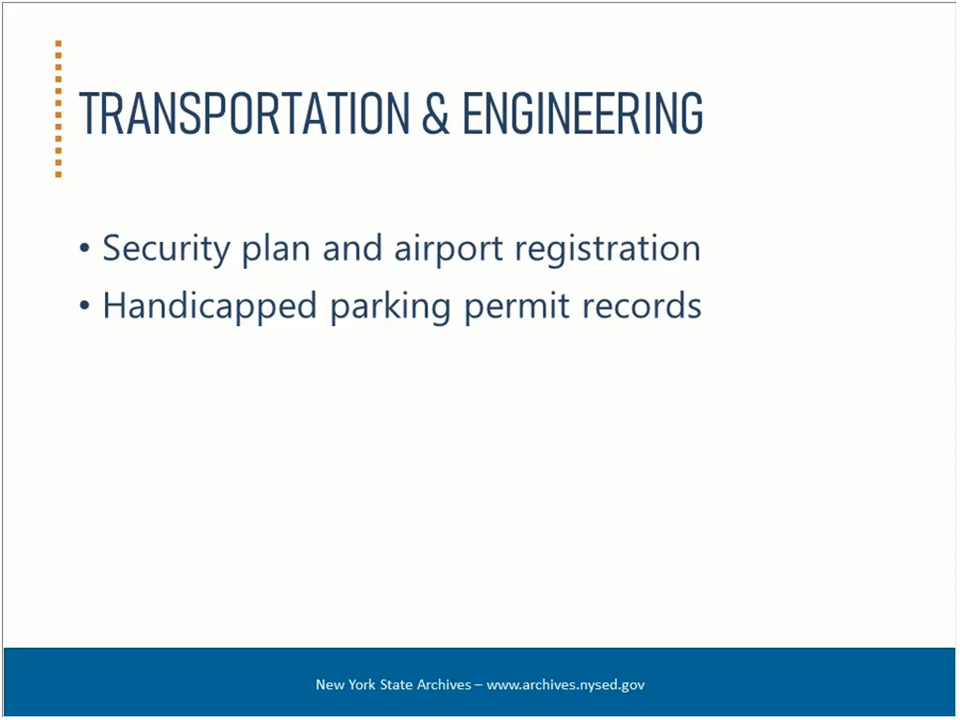 TRANSPORTATION & ENGINEERING
• Security plan and airport registration
• Handicapped parking permit records
New York State Archives – www.archives.nysed.gov